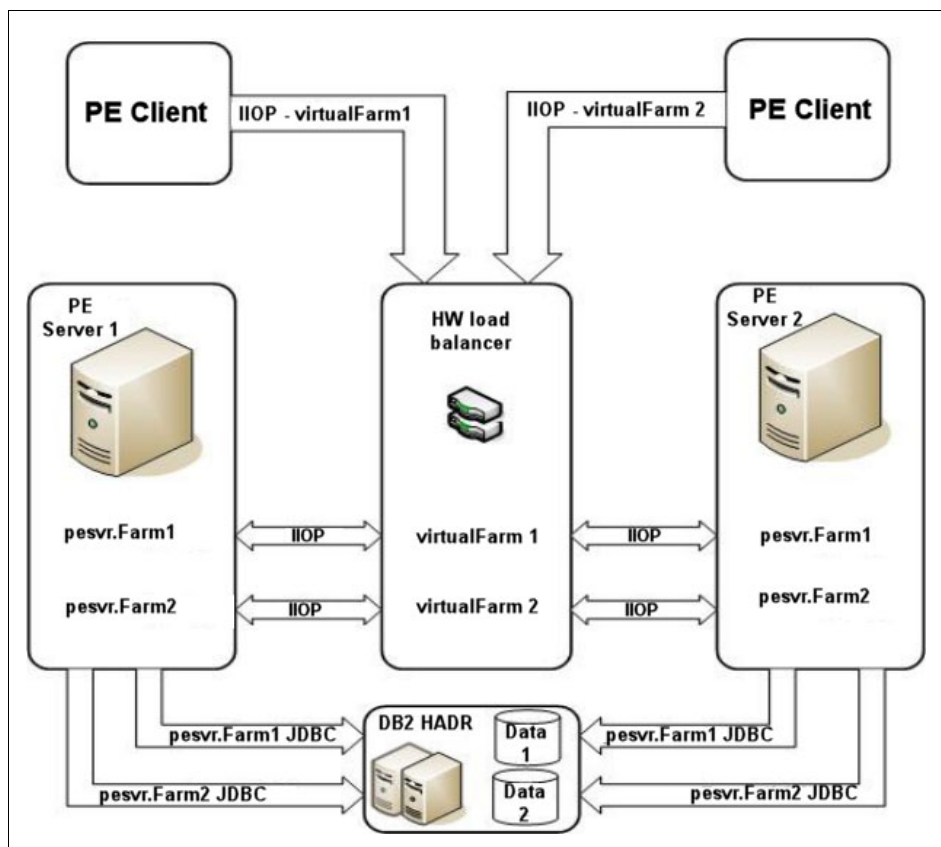 PE Client
IIOP - virtualFarm1
IIOP - virtualFarm 2
PE Client
PE
Server 1
HW load
balancer
PE
Server 2
pesvr.Farm1
IIOP
virtualFarm 1
IIOP
pesvr.Farm1
pesvr.Farm2
IIOP
virtualFarm 2
IIOP
pesvr.Farm2
DB2 HADR
Data
1
pesvr.Farm1 JDBC
pesvr.Farm1 JDBC
pesvr.Farm2 JDBC
Data
2
pesvr.Farm2 JDBC